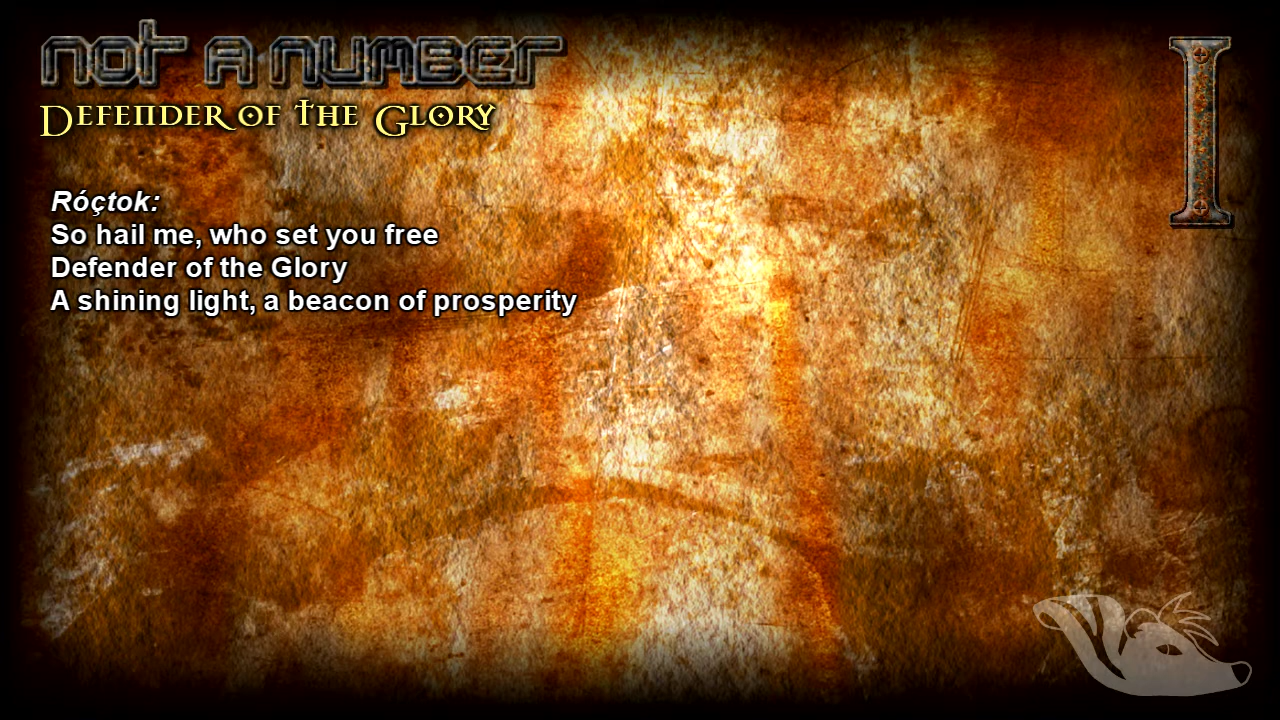 not a number
Defender of the Glory
I
Róçtok:
So hail me, who set you free
Defender of the Glory
A shining light, a beacon of prosperity